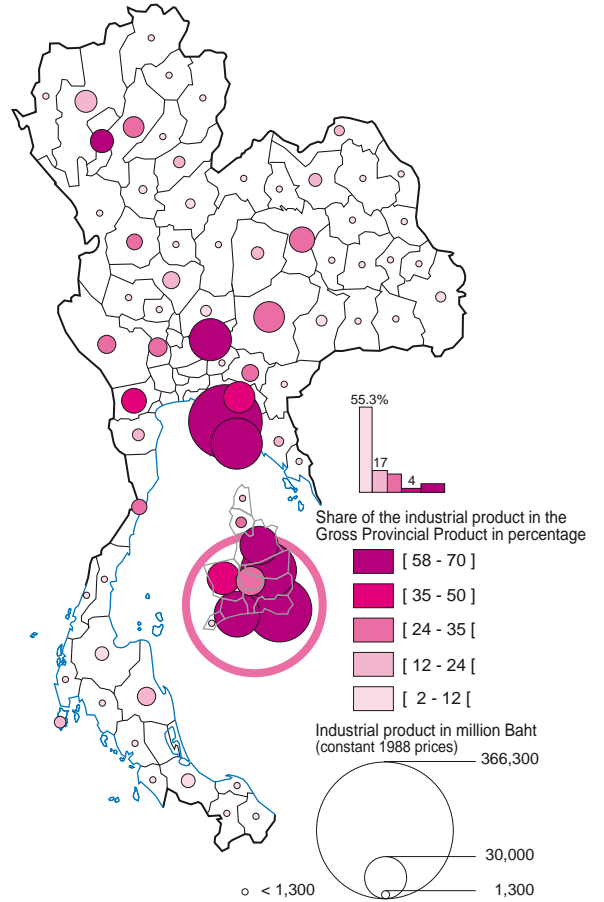 55.3%
17
4
Share of the industrial product in the
Gross Provincial Product in percentage
[ 58 - 70 ]
[ 35 - 50 ]
[ 24 - 35 [
[ 12 - 24 [
[ 2 - 12 [
Industrial product in million Baht
(constant 1988 prices)
366,300
30,000
< 1,300
1,300